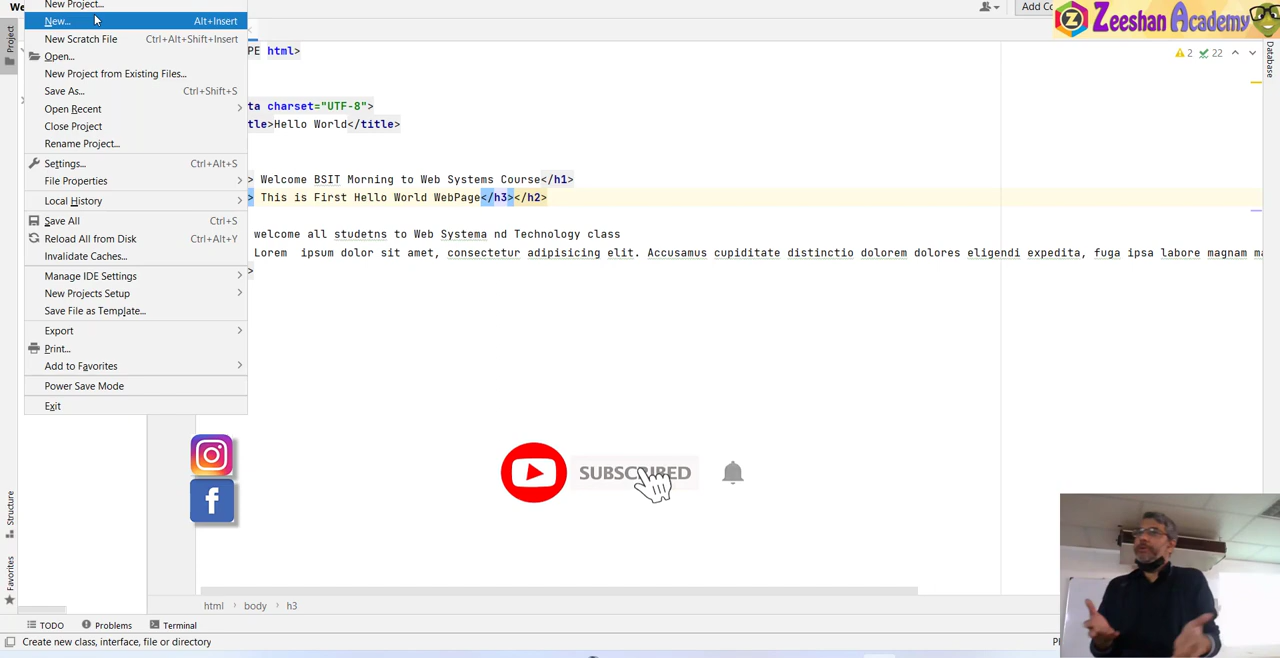 We
New Project...
New... Alt+Insert
New Scratch File Ctrl+Alt+Shift+Insert
Open...
New Project from Existing Files...
Save As... Ctrl+Shift+S
Open Recent
Close Project
Rename Project...
Settings... Ctrl+Alt+S
File Properties
Local History
Save All Ctrl+S
Reload All from Disk Ctrl+Alt+Y
Invalidate Caches...
Manage IDE Settings
New Projects Setup
Save File as Template...
Export
Print...
Add to Favorites
Power Save Mode
Exit
Add Co
Zeeshan Academy
2 22
PE html>
ta charset="UTF-8">
tle>Hello World</title>
> Welcome BSIT Morning to Web Systems Course</h1>
> This is First Hello World WebPage</h3></h2>
welcome all studetns to Web Systema nd Technology class
Lorem ipsum dolor sit amet, consectetur adipisicing elit. Accusamus cupiditate distinctio dolorem dolores eligendi expedita, fuga ipsa labore magnam ma
>
Project
Structure
Favorites
Database
SUBSCRIBED
html > body > h3
TODO Problems Terminal
Create new class, interface, file or directory